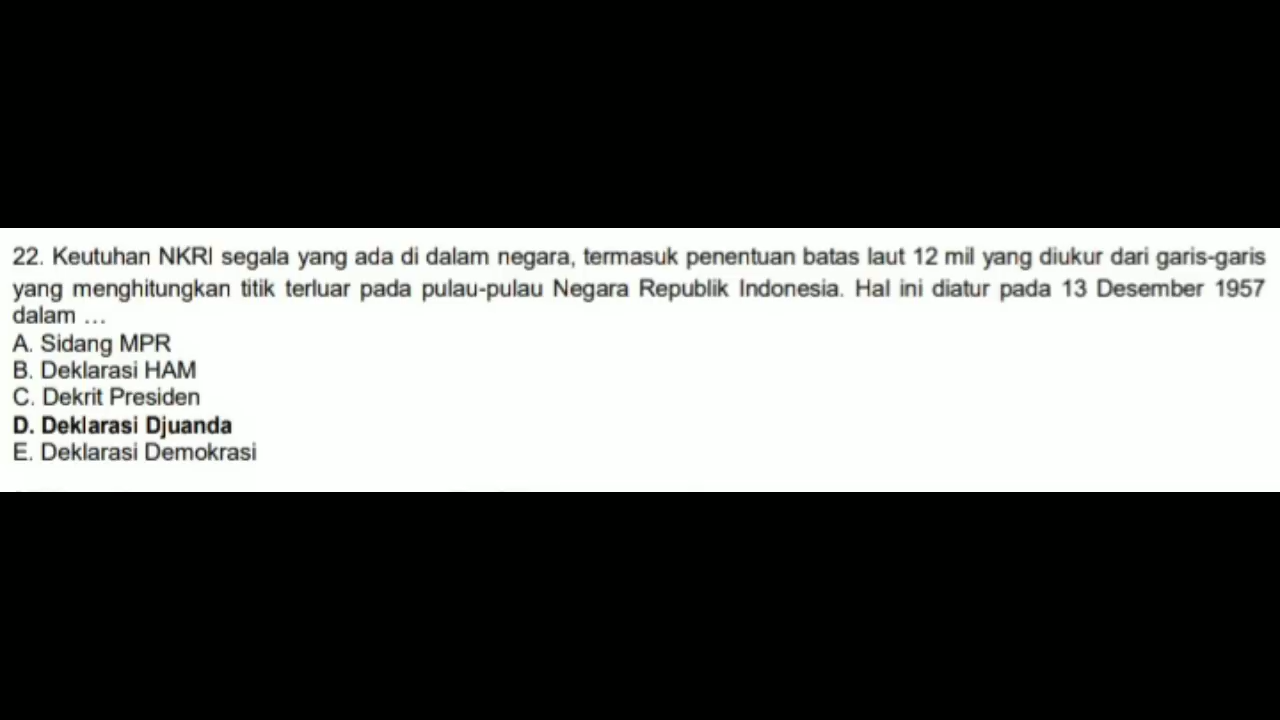 22. Keutuhan NKRI segala yang ada di dalam negara, termasuk penentuan batas laut 12 mil yang diukur dari garis-garis
yang menghitungkan titik terluar pada pulau-pulau Negara Republik Indonesia. Hal ini diatur pada 13 Desember 1957
dalam ...
A. Sidang MPR
B. Deklarasi HAM
C. Dekrit Presiden
D. Deklarasi Djuanda
E. Deklarasi Demokrasi